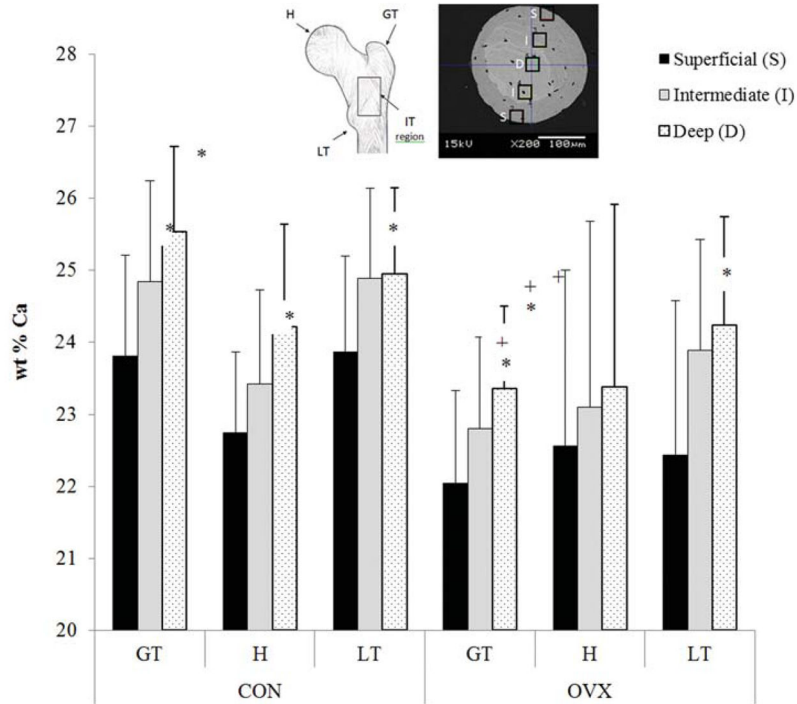 H
GT
IT
region
LT
S
I
D
I
S
15kV X200 100µm
Superficial (S)
Intermediate (I)
Deep (D)
wt % Ca
28
27
26
25
24
23
22
21
20
*
*
*
*
+
*
+
+
*
*
GT H LT GT H LT
CON OVX